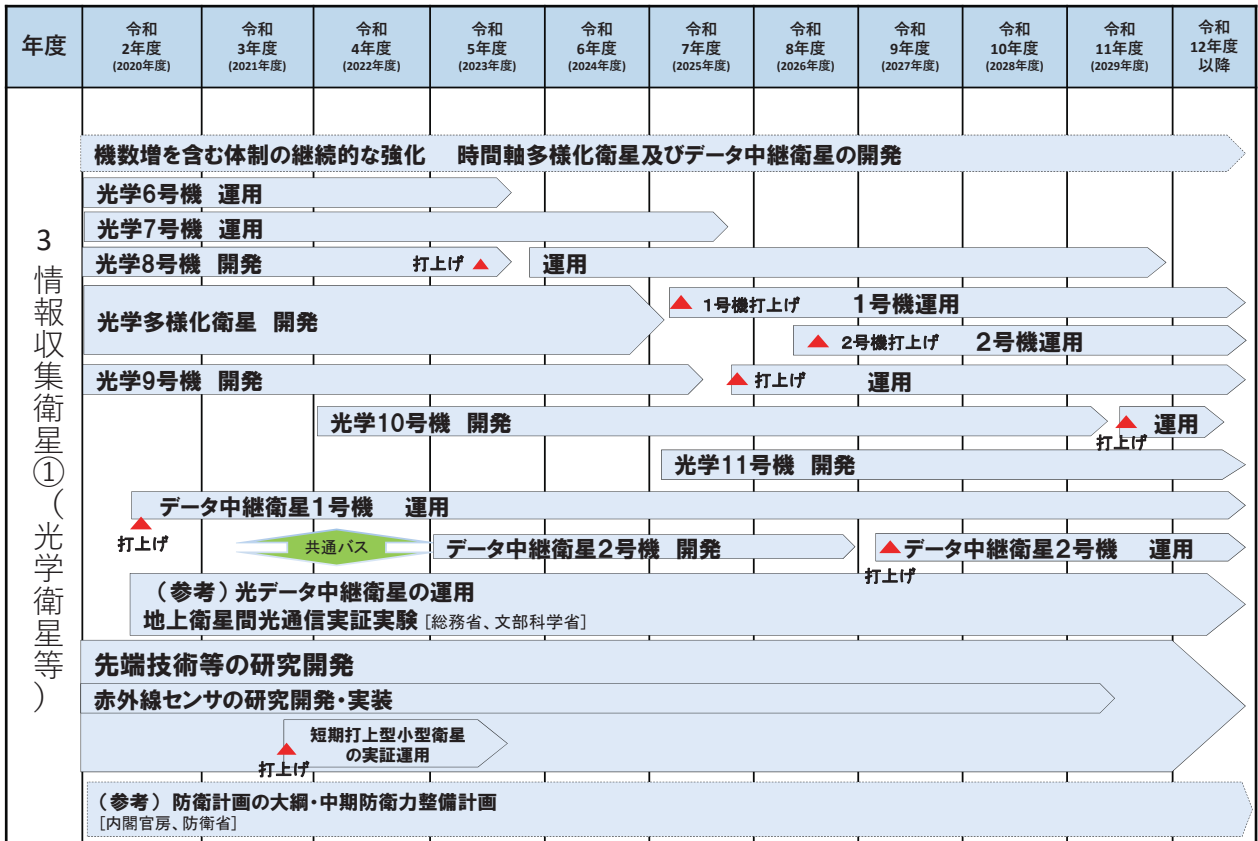 年度
令和
2年度
(2020年度)
令和
3年度
(2021年度)
令和
4年度
(2022年度)
令和
5年度
(2023年度)
令和
6年度
(2024年度)
令和
7年度
(2025年度)
令和
8年度
(2026年度)
令和
9年度
(2027年度)
令和
10年度
(2028年度)
令和
11年度
(2029年度)
令和
12年度
以降
3
情報収集衛星①(光学衛星等)
機数増を含む体制の継続的な強化 時間軸多様化衛星及びデータ中継衛星の開発
光学6号機 運用
光学7号機 運用
光学8号機 開発 打上げ 運用
光学多様化衛星 開発
1号機打上げ 1号機運用
2号機打上げ 2号機運用
光学9号機 開発 打上げ 運用
光学10号機 開発 運用
打上げ
光学11号機 開発
データ中継衛星1号機 運用
打上げ
共通バス
データ中継衛星2号機 開発
データ中継衛星2号機 運用
打上げ
(参考)光データ中継衛星の運用
地上衛星間光通信実証実験 [総務省、文部科学省]
先端技術等の研究開発
赤外線センサの研究開発・実装
短期打上型小型衛星
の実証運用
打上げ
(参考) 防衛計画の大綱・中期防衛力整備計画
[内閣官房、防衛省]